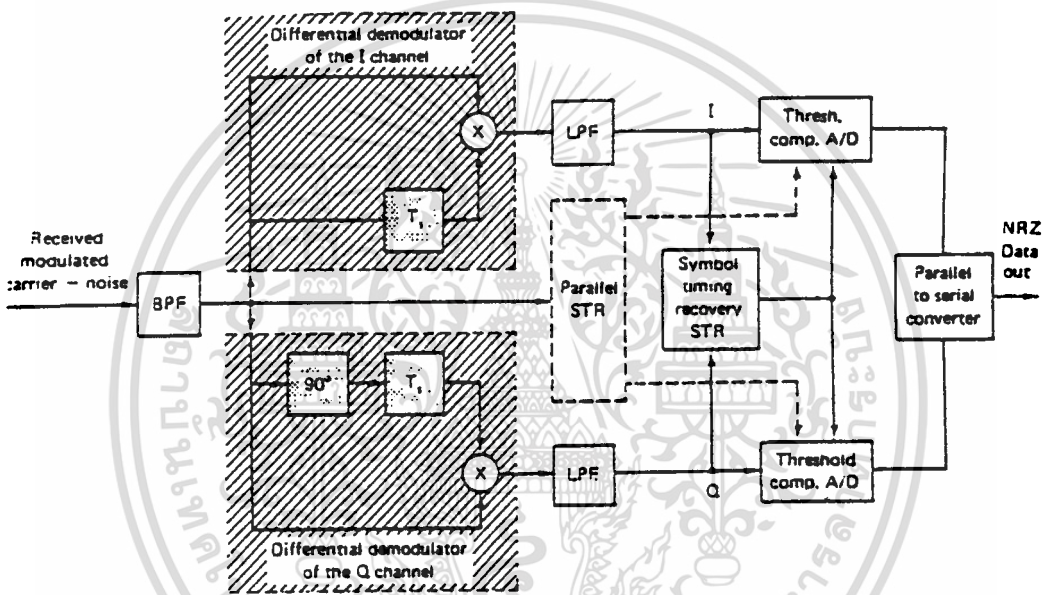 Differential demodulator
of the I channel
X
T
LPF
I
Thresh.
comp. A/D
Received
modulated
carrier – noise
BPF
Parallel
STR
Symbol
timing
recovery
STR
Parallel
to serial
converter
NRZ
Data
out
90°
T
X
LPF
Q
Threshold
comp. A/D
Differential demodulator
of the Q channel